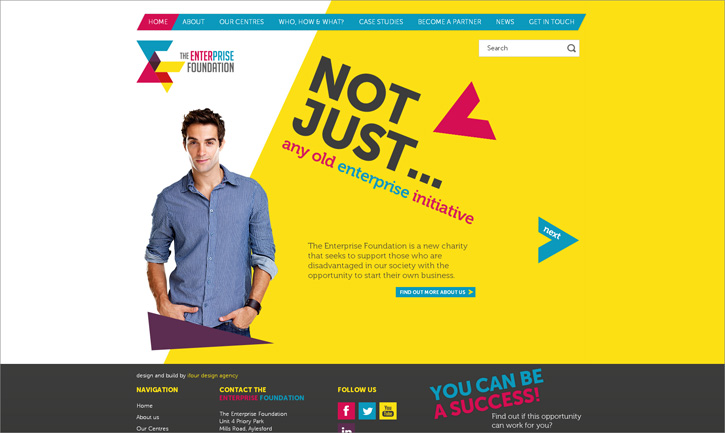 HOME ABOUT OUR CENTRES WHO, HOW & WHAT? CASE STUDIES BECOME A PARTNER NEWS GET IN TOUCH
THE ENTERPRISE
FOUNDATION
Search
NOT
JUST...
any old enterprise initiative
next
The Enterprise Foundation is a new charity
that seeks to support those who are
disadvantaged in our society with the
opportunity to start their own business.
FIND OUT MORE ABOUT US
design and build by ifour design agency
NAVIGATION
Home
About us
Our Centres
CONTACT THE
ENTERPRISE FOUNDATION
The Enterprise Foundation
Unit 4 Priory Park
Mills Road, Aylesford
FOLLOW US
f
You
Tube
in
YOU CAN BE
A SUCCESS!
Find out if this opportunity
can work for you?